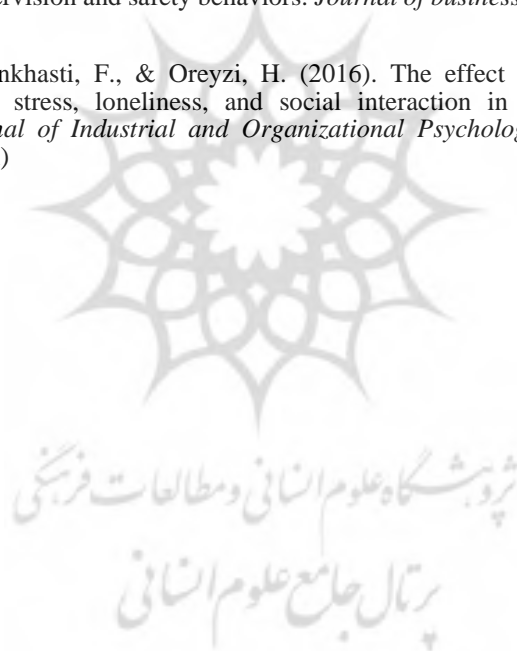 rvision and safety behaviors. Journal of business
nkhasti, F., & Oreyzi, H. (2016). The effect
stress, loneliness, and social interaction in
nal of Industrial and Organizational Psycholog
)
پژوهشگاه علوم انسانی و مطالعات فرهنگی
پرتال جامع علوم انسانی